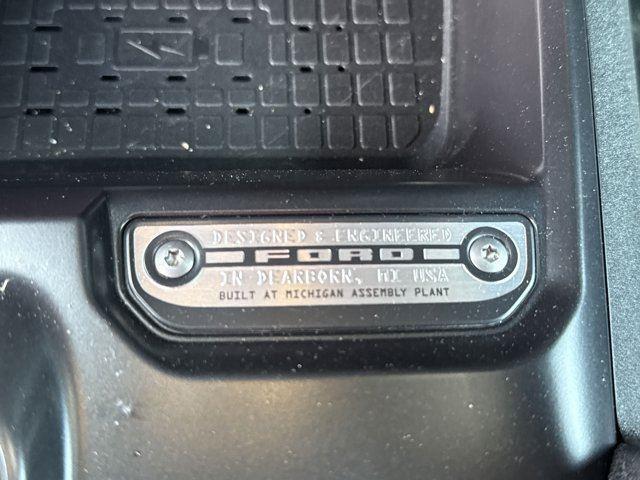 DESIGNED & ENGINEERED
FORD
IN DEARBORN, MI USA
BUILT AT MICHIGAN ASSEMBLY PLANT